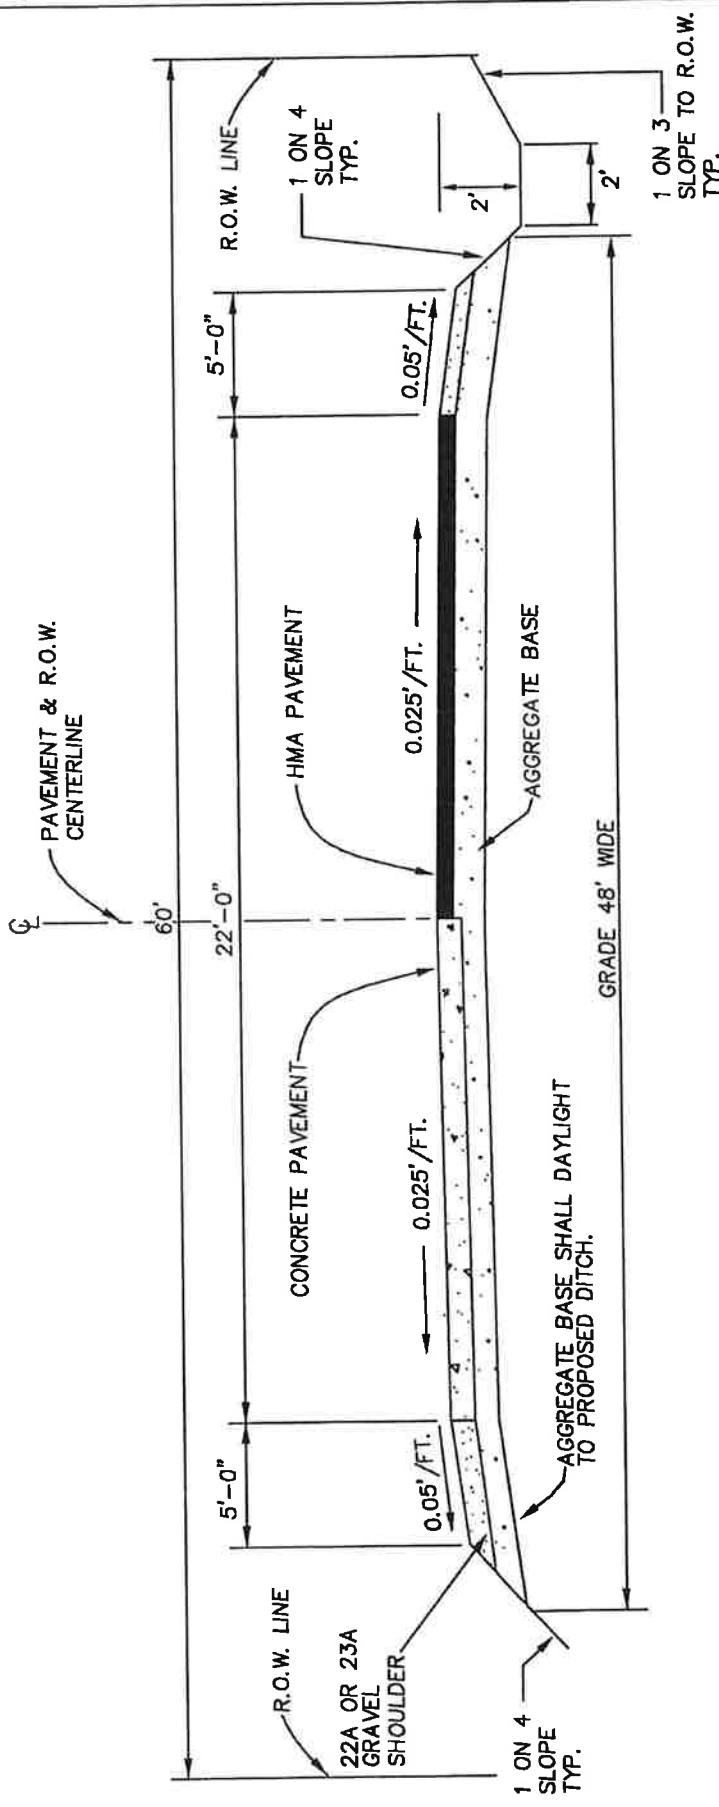 ℄
PAVEMENT & R.O.W.
CENTERLINE
60'
22'-0"
R.O.W. LINE
R.O.W. LINE
5'-0"
5'-0"
22A OR 23A
GRAVEL
SHOULDER
0.05'/FT.
CONCRETE PAVEMENT
0.025'/FT.
HMA PAVEMENT
0.025'/FT.
0.05'/FT.
1 ON 4
SLOPE
TYP.
2'
2'
1 ON 3
SLOPE TO R.O.W.
TYP.
1 ON 4
SLOPE
TYP.
AGGREGATE BASE SHALL DAYLIGHT
TO PROPOSED DITCH.
AGGREGATE BASE
GRADE 48' WIDE